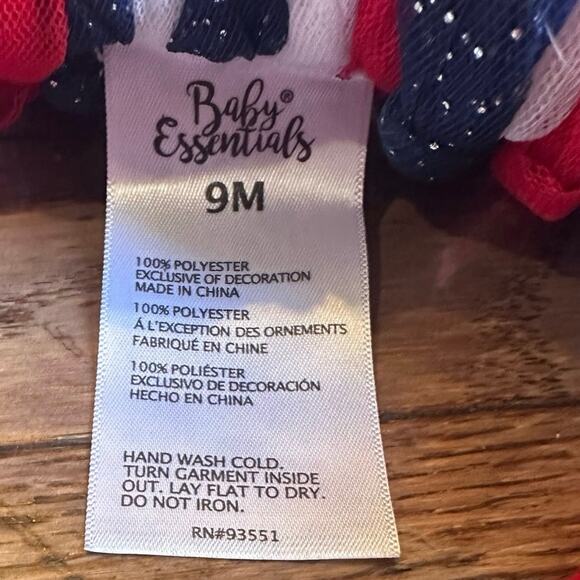 Baby®
Essentials
9M
100% POLYESTER
EXCLUSIVE OF DECORATION
MADE IN CHINA
100% POLYESTER
Á L'EXCEPTION DES ORNEMENTS
FABRIQUÉ EN CHINE
100% POLIÉSTER
EXCLUSIVO DE DECORACIÓN
HECHO EN CHINA
HAND WASH COLD.
TURN GARMENT INSIDE
OUT. LAY FLAT TO DRY.
DO NOT IRON.
RN#93551